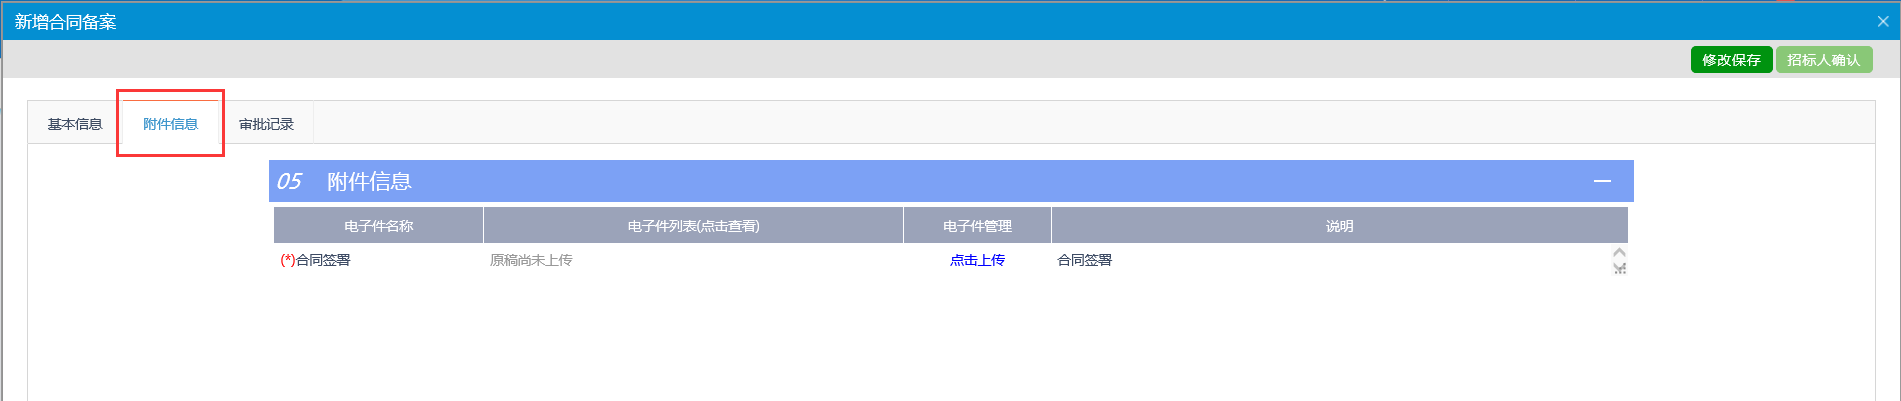 新增合同备案
修改保存 招标人确认
基本信息 附件信息 审批记录
05 附件信息
电子件名称 电子件列表(点击查看) 电子件管理 说明
(*)合同签署 原稿尚未上传 点击上传 合同签署